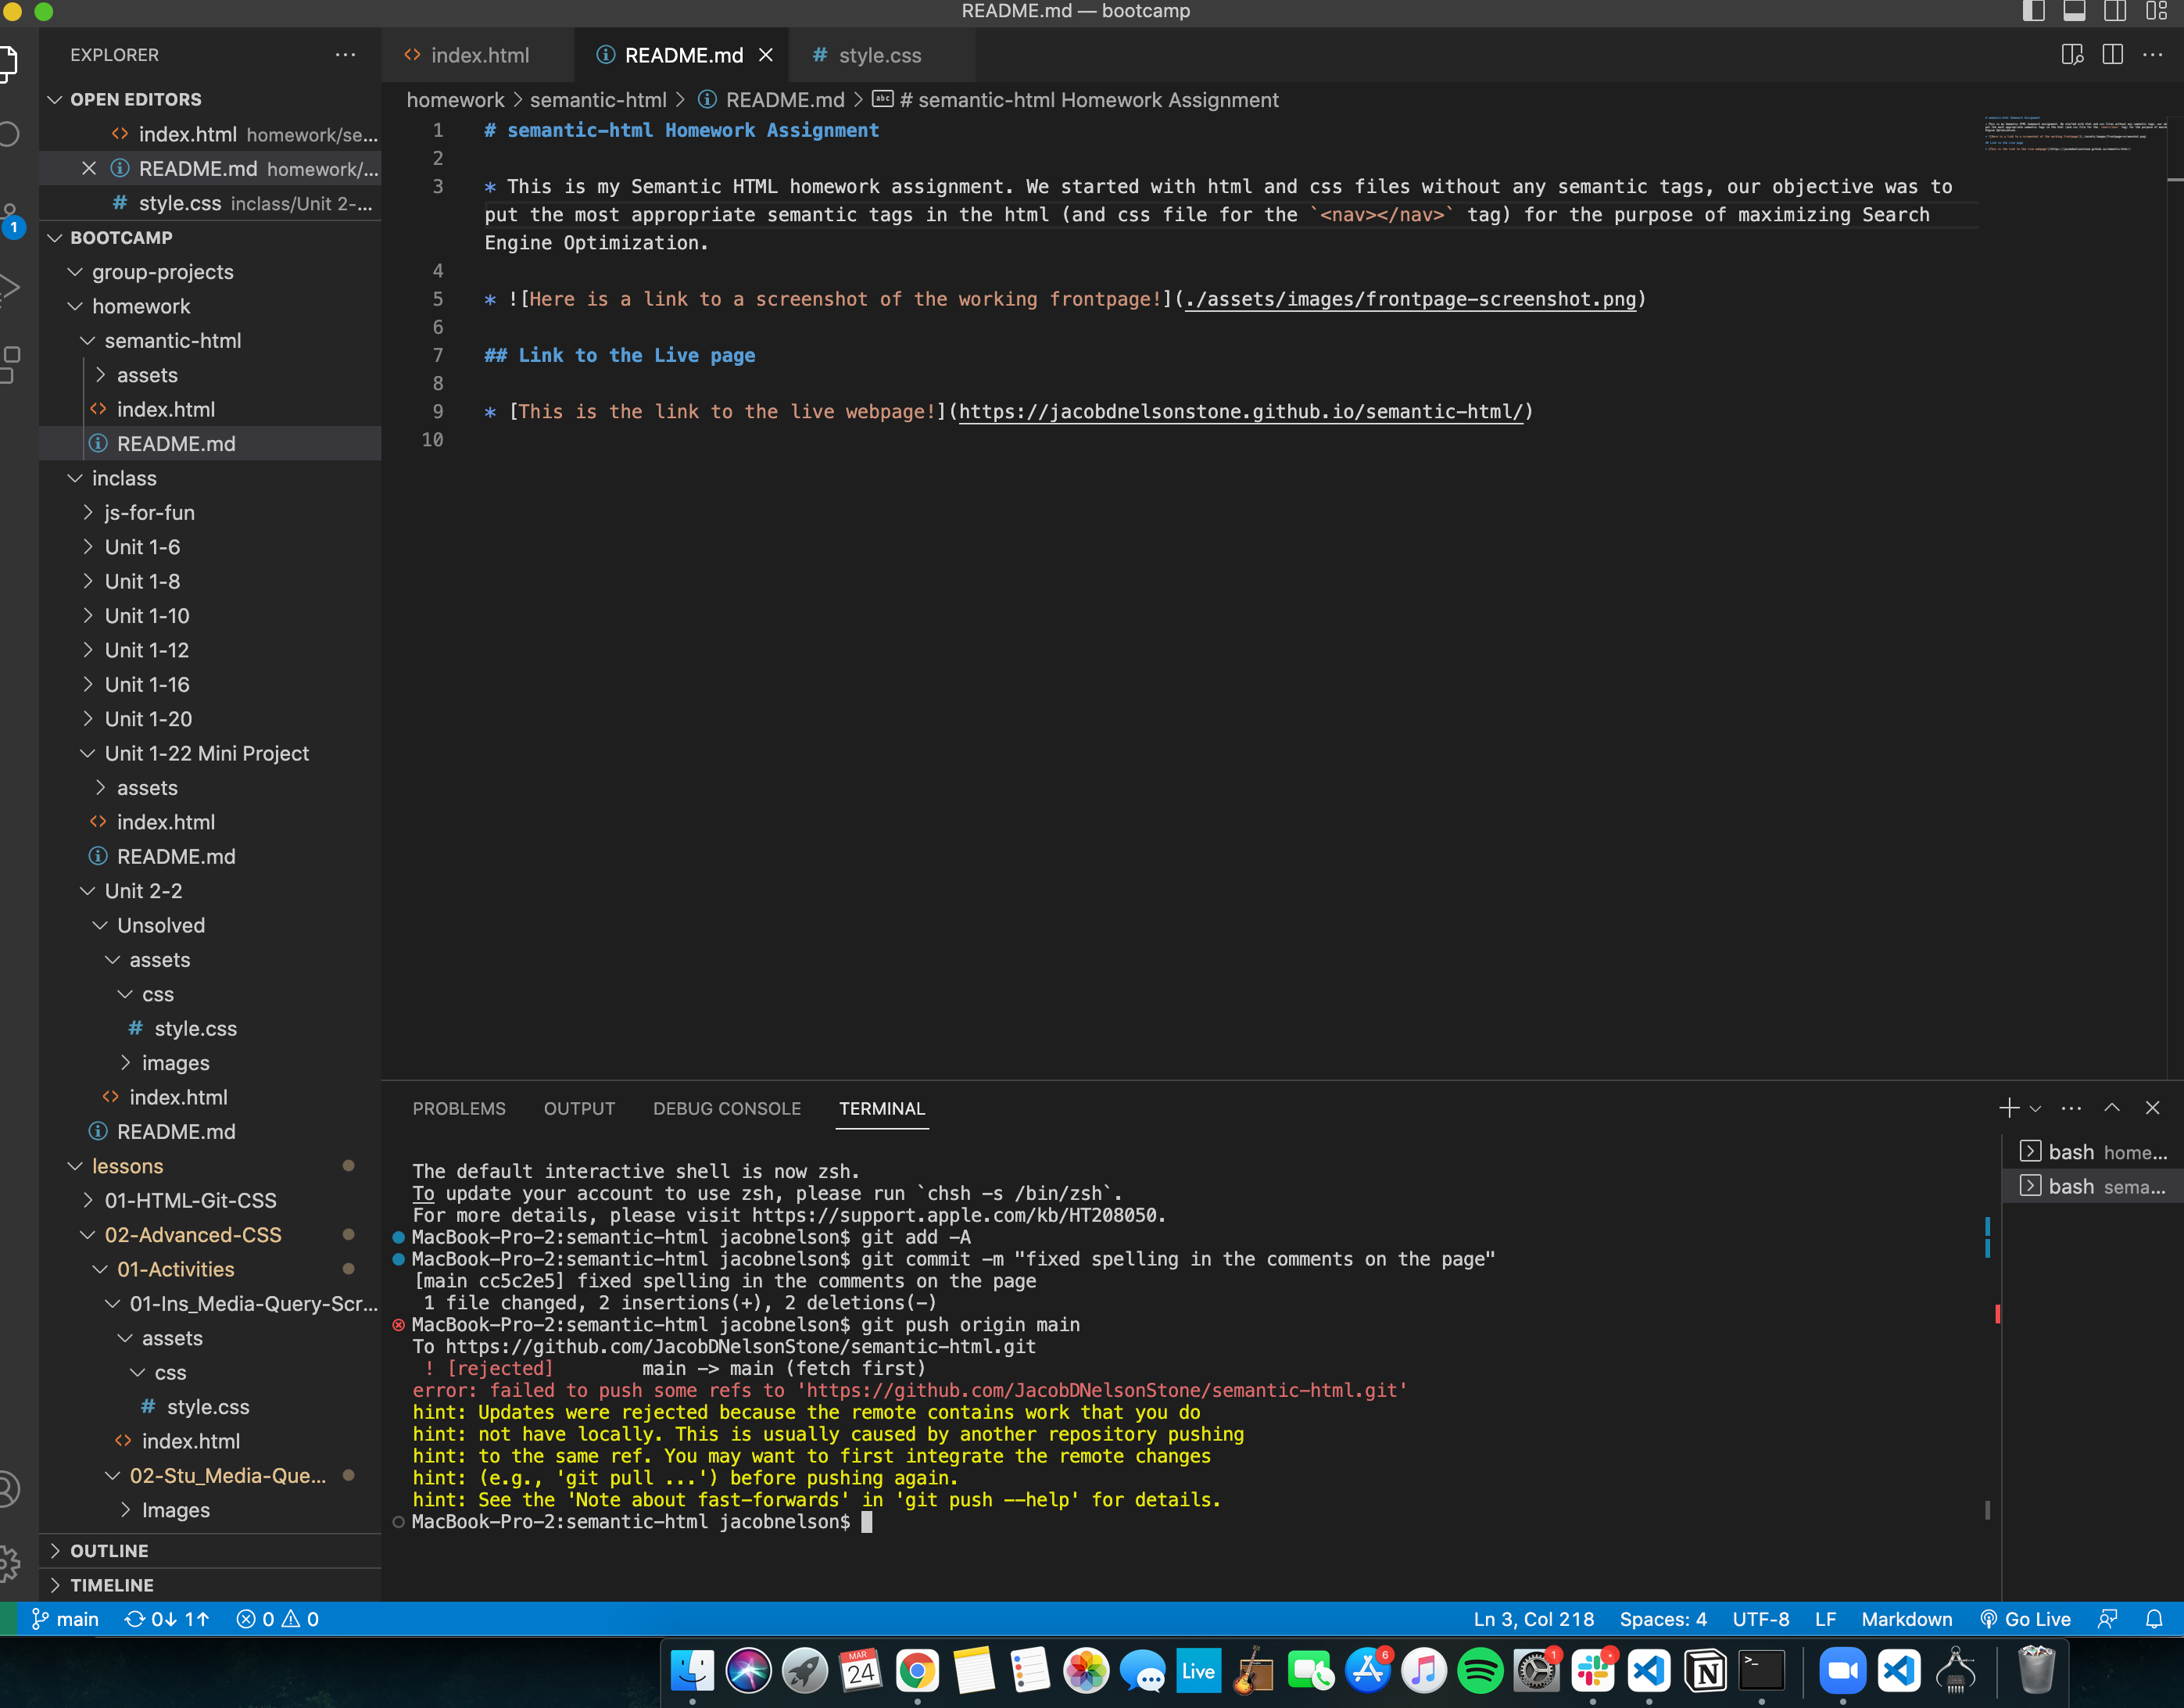 README.md — bootcamp
EXPLORER
OPEN EDITORS
index.html homework/se...
README.md homework/...
style.css inclass/Unit 2-...
BOOTCAMP
group-projects
homework
semantic-html
assets
index.html
README.md
inclass
js-for-fun
Unit 1-6
Unit 1-8
Unit 1-10
Unit 1-12
Unit 1-16
Unit 1-20
Unit 1-22 Mini Project
assets
index.html
README.md
Unit 2-2
Unsolved
assets
css
# style.css
images
index.html
README.md
lessons
01-HTML-Git-CSS
02-Advanced-CSS
01-Activities
01-Ins_Media-Query-Scr...
assets
css
# style.css
index.html
02-Stu_Media-Que...
Images
OUTLINE
TIMELINE
1
index.html
README.md
# style.css
homework > semantic-html > README.md > abc # semantic-html Homework Assignment
1 # semantic-html Homework Assignment
2
3 * This is my Semantic HTML homework assignment. We started with html and css files without any semantic tags, our objective was to
put the most appropriate semantic tags in the html (and css file for the `<nav></nav>` tag) for the purpose of maximizing Search
Engine Optimization.
4
5 * ![Here is a link to a screenshot of the working frontpage!](./assets/images/frontpage-screenshot.png)
6
7 ## Link to the Live page
8
9 * [This is the link to the live webpage!](https://jacobdnelsonstone.github.io/semantic-html/)
10
PROBLEMS OUTPUT DEBUG CONSOLE TERMINAL
The default interactive shell is now zsh.
To update your account to use zsh, please run `chsh -s /bin/zsh`.
For more details, please visit https://support.apple.com/kb/HT208050.
MacBook-Pro-2:semantic-html jacobnelson$ git add -A
MacBook-Pro-2:semantic-html jacobnelson$ git commit -m "fixed spelling in the comments on the page"
[main cc5c2e5] fixed spelling in the comments on the page
1 file changed, 2 insertions(+), 2 deletions(-)
MacBook-Pro-2:semantic-html jacobnelson$ git push origin main
To https://github.com/JacobDNelsonStone/semantic-html.git
! [rejected] main -> main (fetch first)
error: failed to push some refs to 'https://github.com/JacobDNelsonStone/semantic-html.git'
hint: Updates were rejected because the remote contains work that you do
hint: not have locally. This is usually caused by another repository pushing
hint: to the same ref. You may want to first integrate the remote changes
hint: (e.g., 'git pull ...') before pushing again.
hint: See the 'Note about fast-forwards' in 'git push --help' for details.
MacBook-Pro-2:semantic-html jacobnelson$
bash home...
bash sema...
main 0↓ 1↑ 0 0
Ln 3, Col 218 Spaces: 4 UTF-8 LF Markdown Go Live
MAR
24
Live
6
1